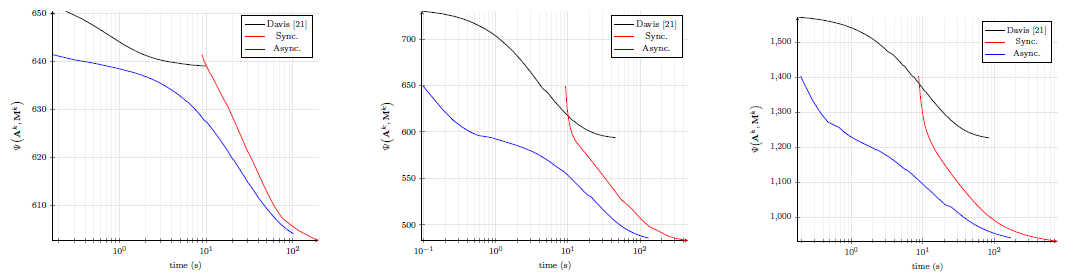 650
640
630
620
610
Ψ(A^k, M^k)
10^0
10^1
10^2
time (s)
Davis [21]
Sync.
Async.
700
650
600
550
500
Ψ(A^k, M^k)
10^−1
10^0
10^1
10^2
time (s)
Davis [21]
Sync.
Async.
1,500
1,400
1,300
1,200
1,100
1,000
Ψ(A^k, M^k)
10^0
10^1
10^2
time (s)
Davis [21]
Sync.
Async.